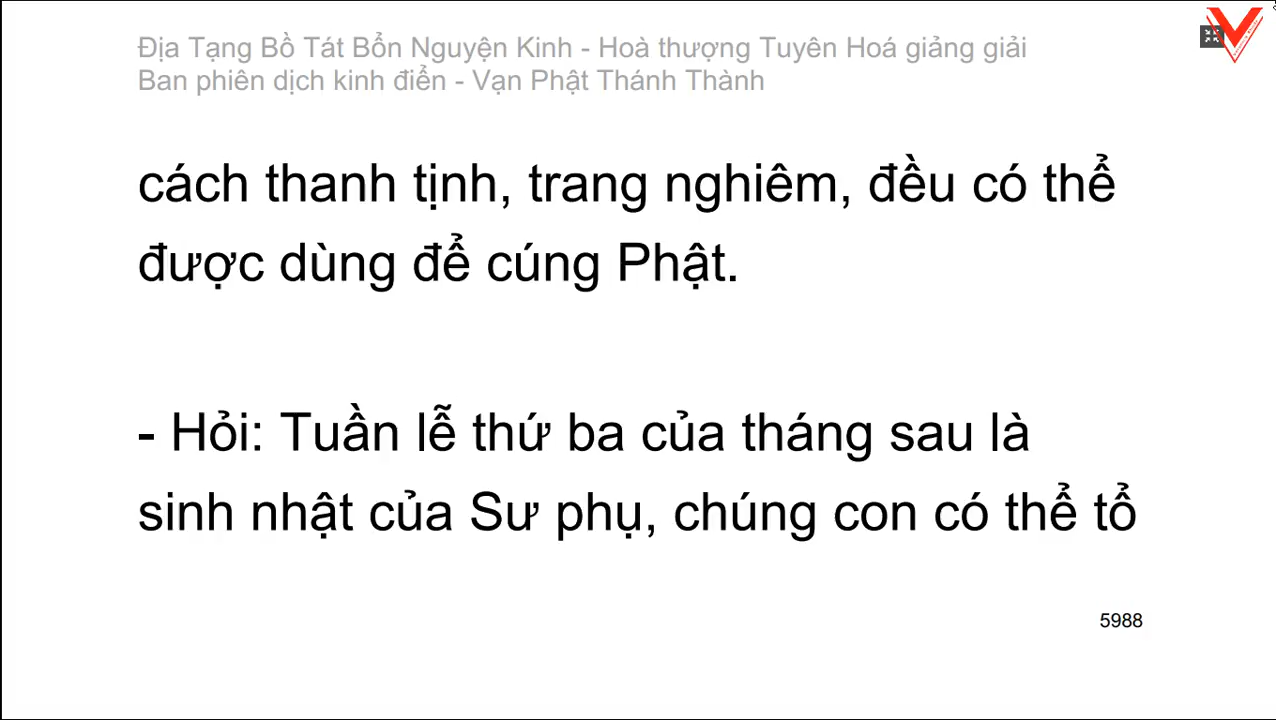 Địa Tạng Bồ Tát Bổn Nguyện Kinh - Hoà thượng Tuyên Hoá giảng giải
Ban phiên dịch kinh điển - Vạn Phật Thánh Thành
cách thanh tịnh, trang nghiêm, đều có thể
được dùng để cúng Phật.
- Hỏi: Tuần lễ thứ ba của tháng sau là
sinh nhật của Sư phụ, chúng con có thể tổ
5988